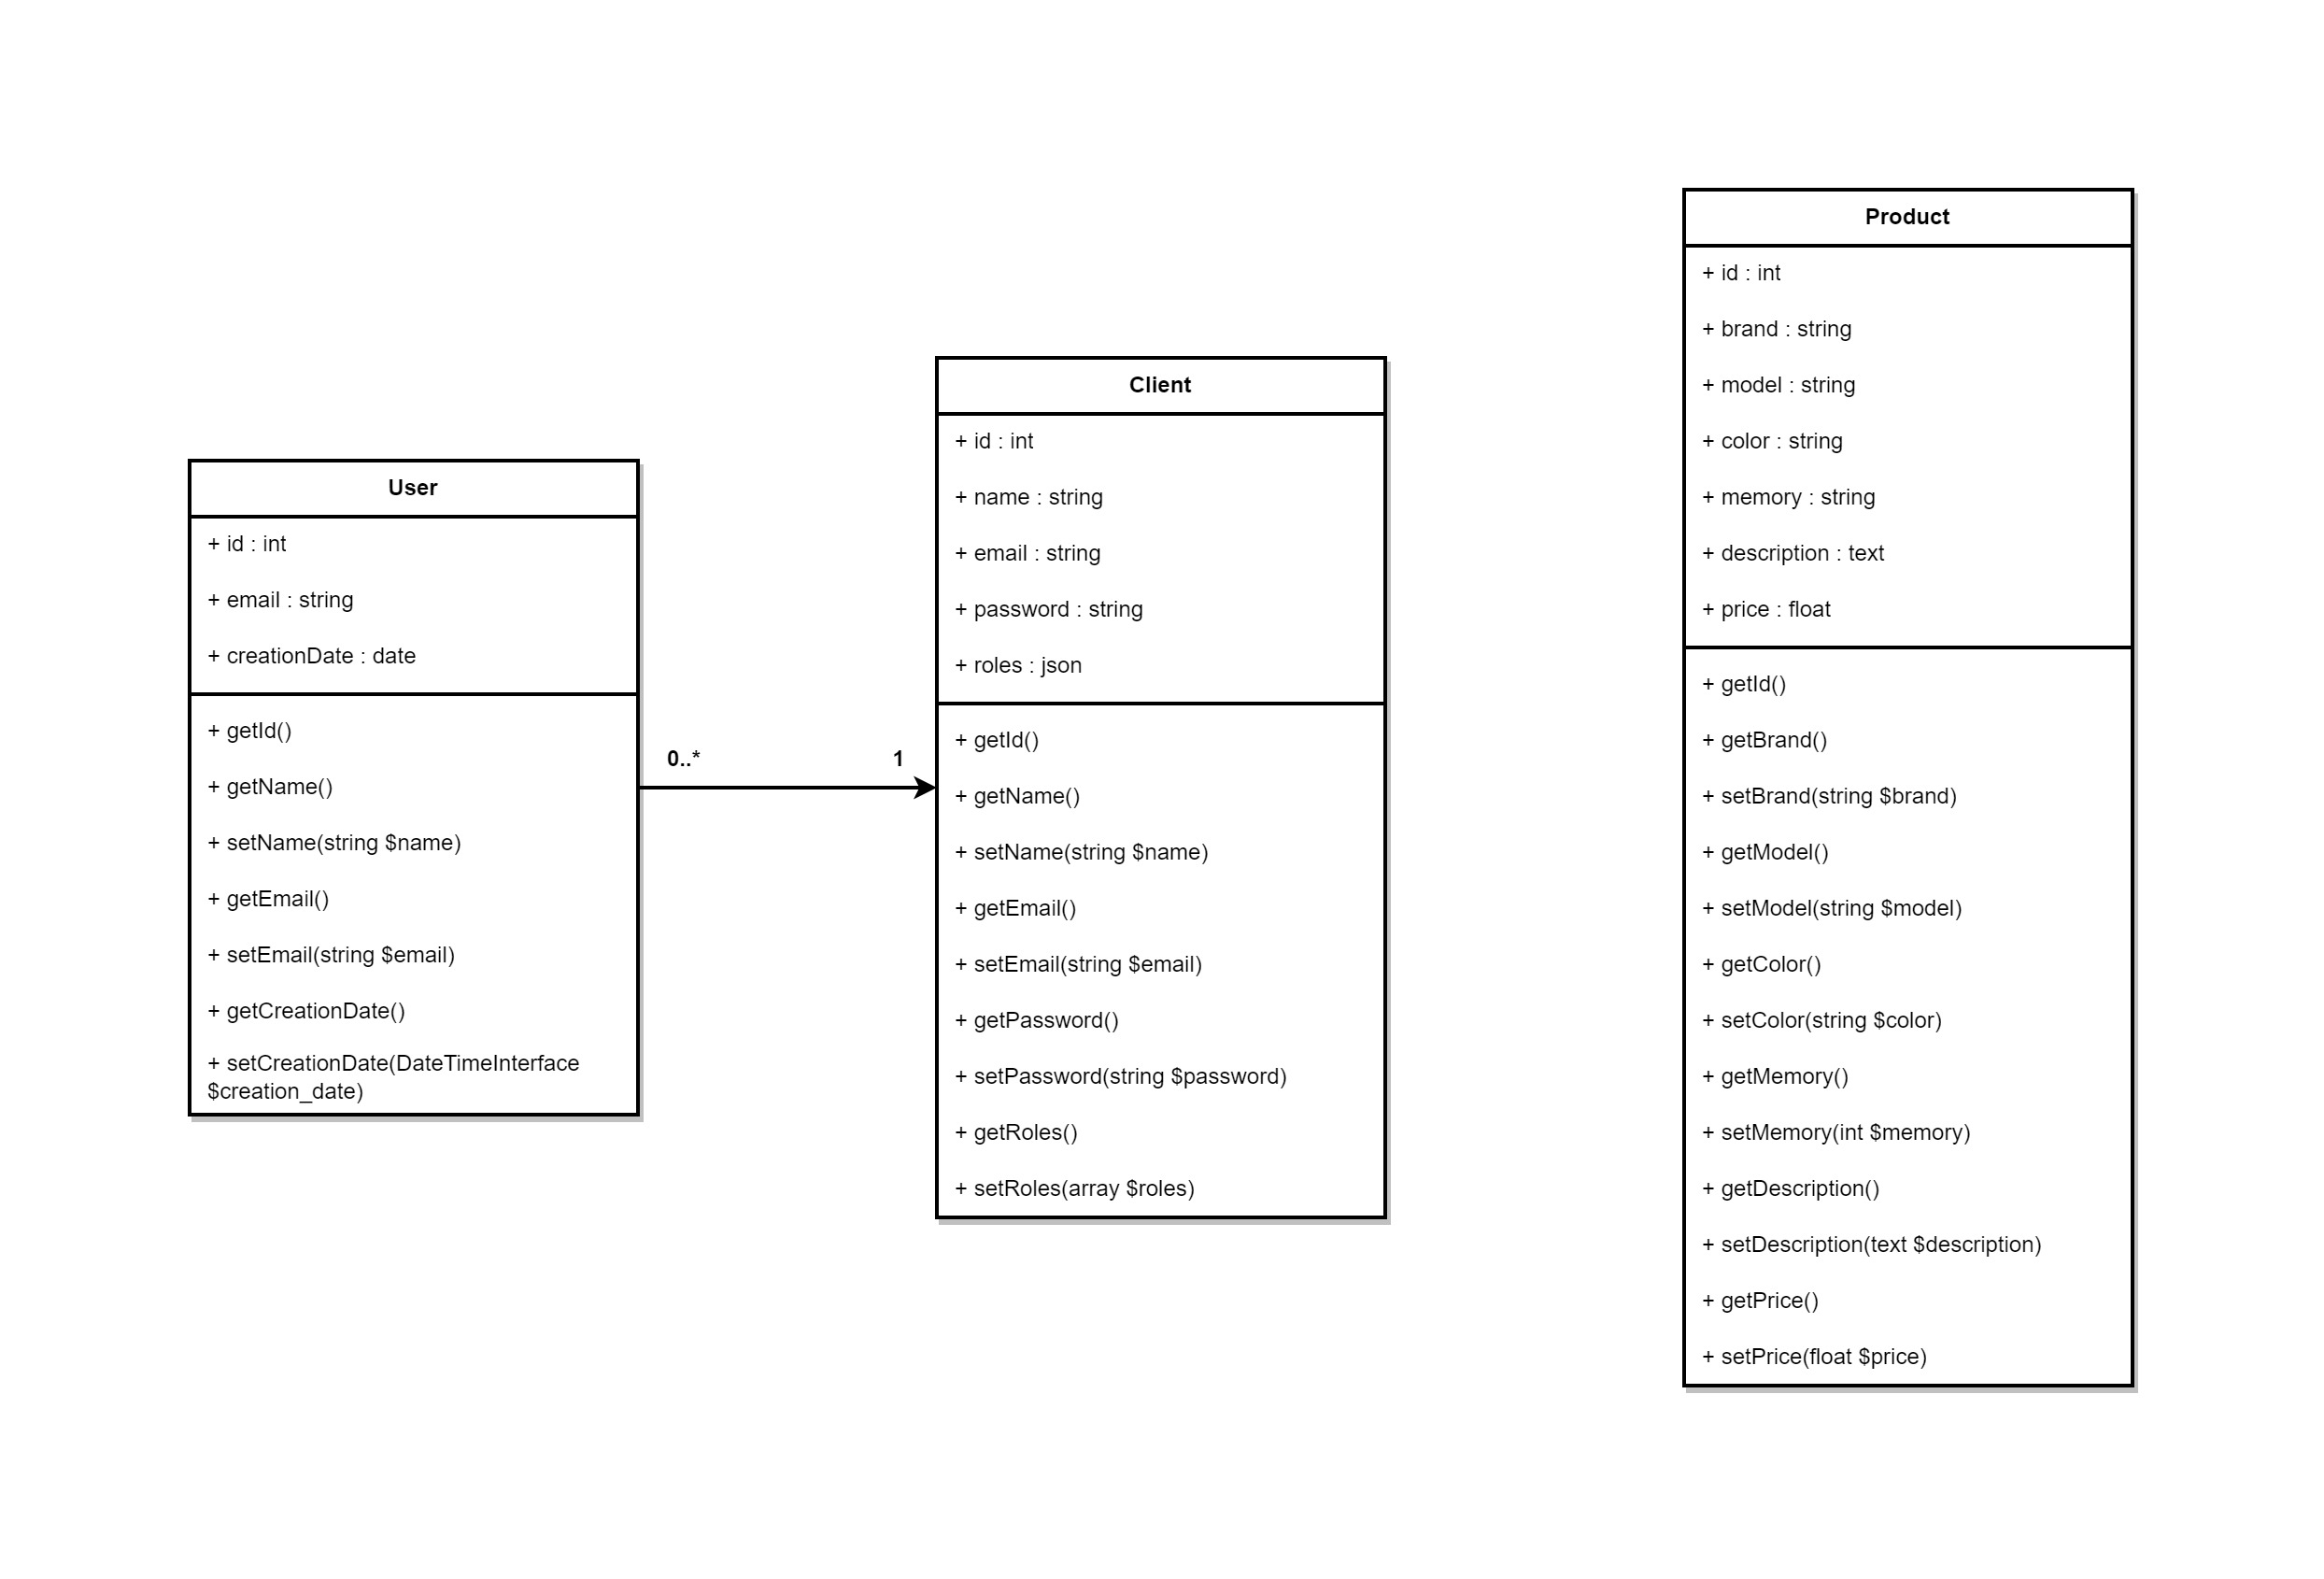 User
+ id : int
+ email : string
+ creationDate : date
+ getId()
+ getName()
+ setName(string $name)
+ getEmail()
+ setEmail(string $email)
+ getCreationDate()
+ setCreationDate(DateTimeInterface
$creation_date)
0..*
1
Client
+ id : int
+ name : string
+ email : string
+ password : string
+ roles : json
+ getId()
+ getName()
+ setName(string $name)
+ getEmail()
+ setEmail(string $email)
+ getPassword()
+ setPassword(string $password)
+ getRoles()
+ setRoles(array $roles)
Product
+ id : int
+ brand : string
+ model : string
+ color : string
+ memory : string
+ description : text
+ price : float
+ getId()
+ getBrand()
+ setBrand(string $brand)
+ getModel()
+ setModel(string $model)
+ getColor()
+ setColor(string $color)
+ getMemory()
+ setMemory(int $memory)
+ getDescription()
+ setDescription(text $description)
+ getPrice()
+ setPrice(float $price)